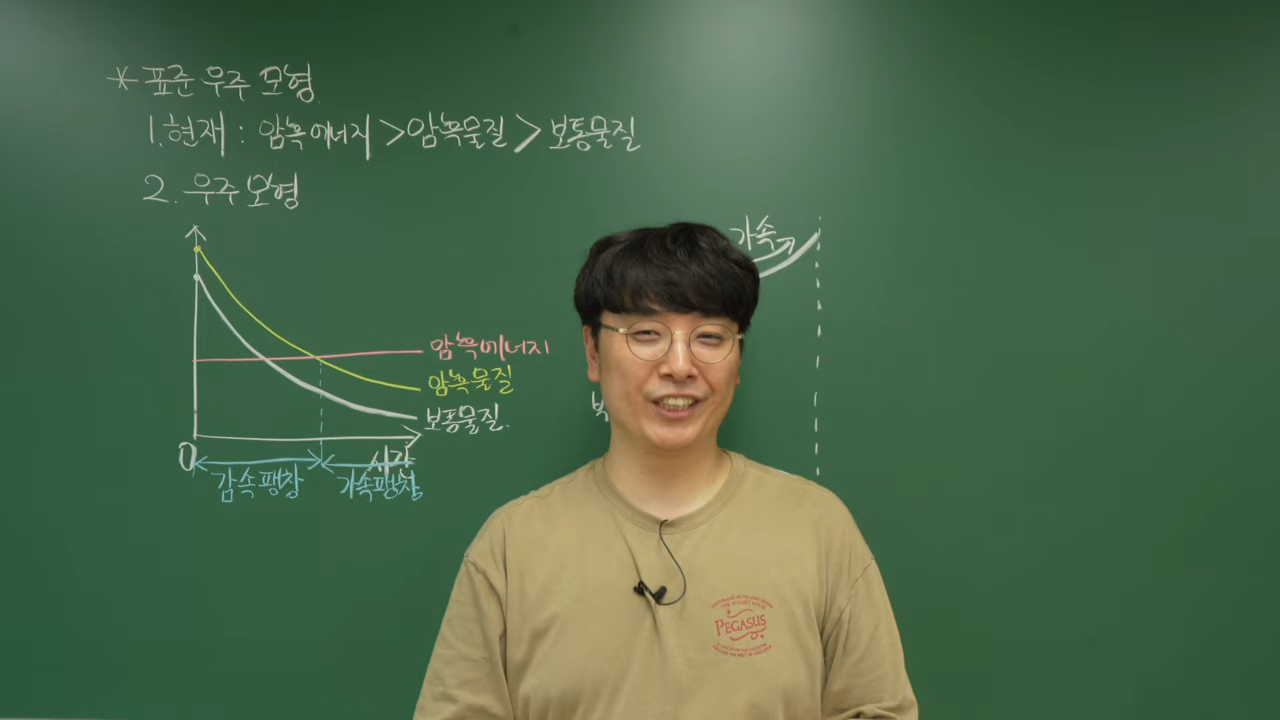 * 표준 우주 모형
1. 현재 : 암흑에너지 > 암흑물질 > 보통물질
2. 우주 모형
가속
암흑에너지
암흑물질
보통물질.
0
시간
감속팽창
가속팽창
PEGASUS